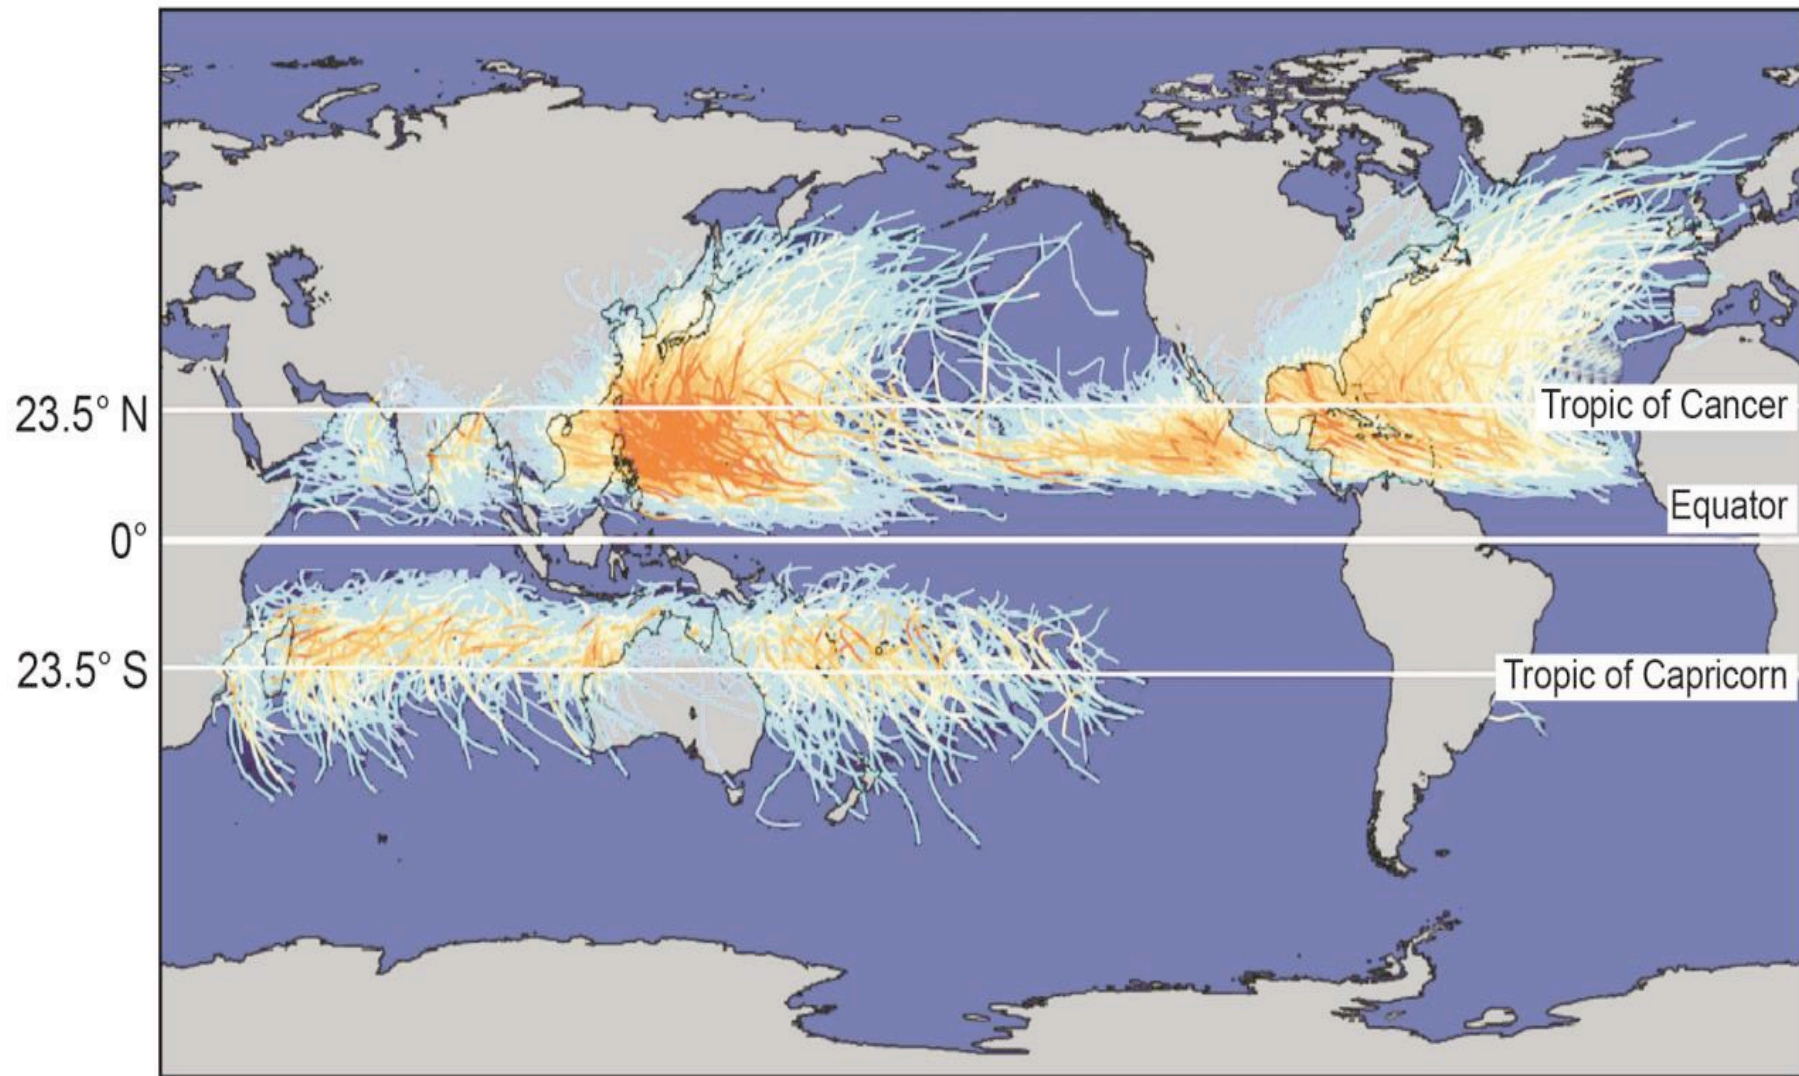 23.5° N
Tropic of Cancer
Equator
0°
23.5° S
Tropic of Capricorn